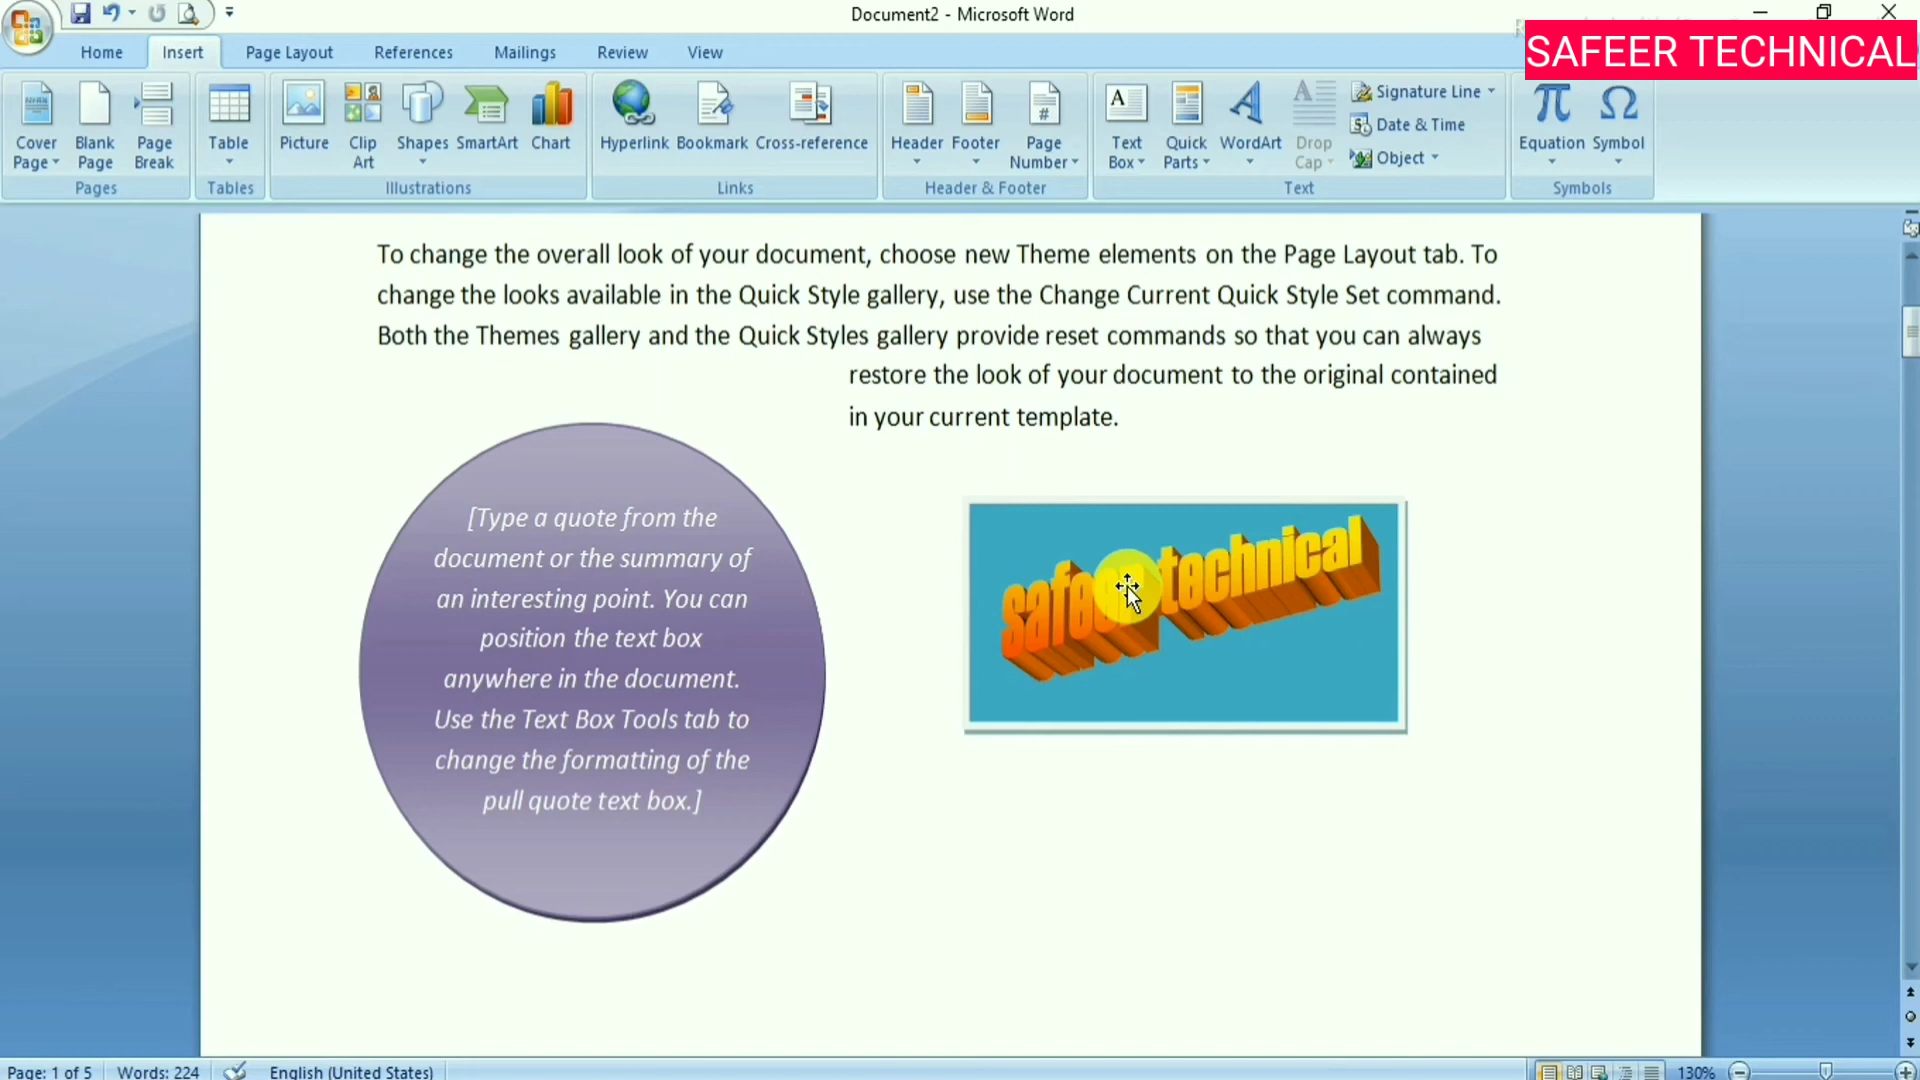 Document2 - Microsoft Word
SAFEER TECHNICAL
Home Insert Page Layout References Mailings Review View
Cover Page
Blank Page
Page Break
Pages
Table
Tables
Picture
Clip Art
Shapes
SmartArt
Chart
Illustrations
Hyperlink
Bookmark
Cross-reference
Links
Header
Footer
Page Number
Header & Footer
Text Box
Quick Parts
WordArt
Drop Cap
Signature Line
Date & Time
Object
Text
Equation
Symbol
Symbols
To change the overall look of your document, choose new Theme elements on the Page Layout tab. To
change the looks available in the Quick Style gallery, use the Change Current Quick Style Set command.
Both the Themes gallery and the Quick Styles gallery provide reset commands so that you can always
restore the look of your document to the original contained
in your current template.
[Type a quote from the
document or the summary of
an interesting point. You can
position the text box
anywhere in the document.
Use the Text Box Tools tab to
change the formatting of the
pull quote text box.]
safeer technical
Page: 1 of 5 Words: 224 English (United States) 130%